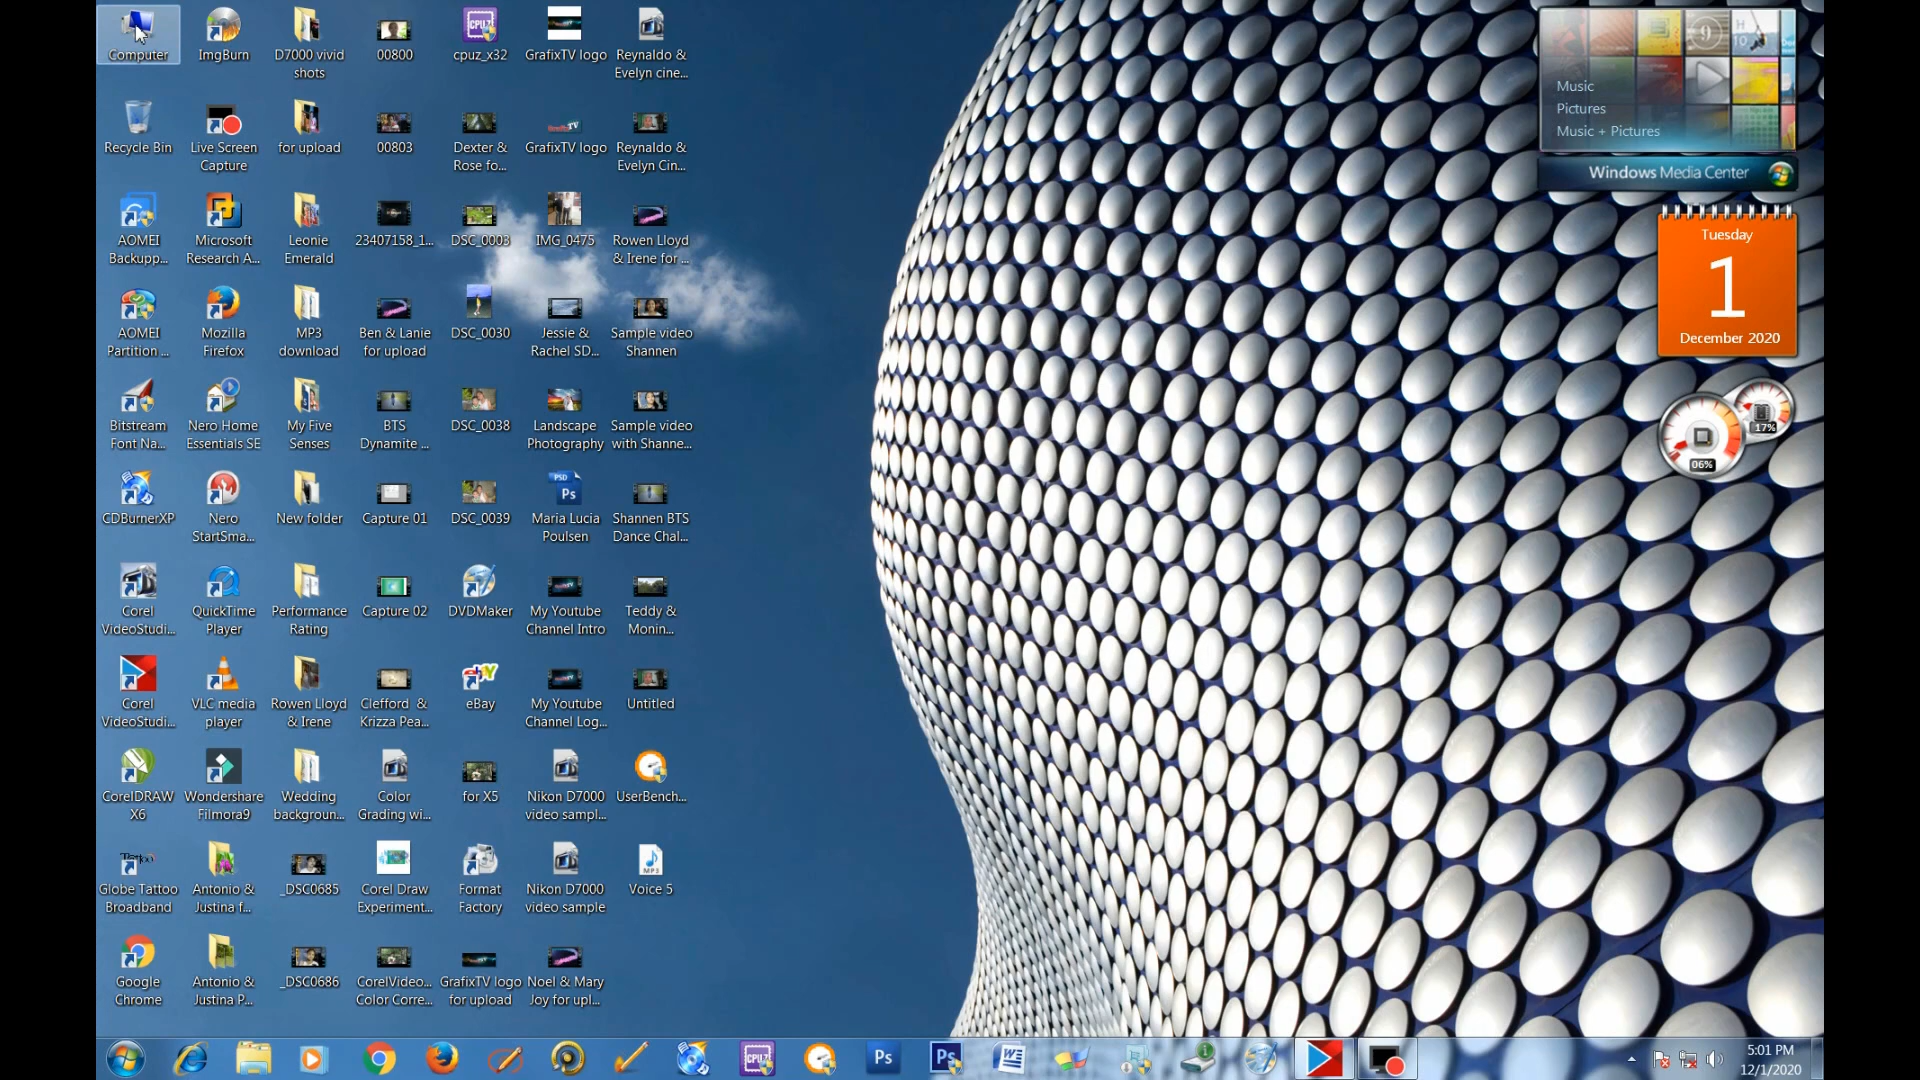 Computer
ImgBurn
D7000 vivid
shots
00800
cpuz_x32
GrafixTV logo
Reynaldo &
Evelyn cine...
Recycle Bin
Live Screen
Capture
for upload
00803
Dexter &
Rose fo...
GrafixTV logo
Reynaldo &
Evelyn Cin...
AOMEI
Backupp...
Microsoft
Research A...
Leonie
Emerald
23407158_1...
DSC_0003
IMG_0475
Rowen Lloyd
& Irene for ...
AOMEI
Partition ...
Mozilla
Firefox
MP3
download
Ben & Lanie
for upload
DSC_0030
Jessie &
Rachel SD...
Sample video
Shannen
Bitstream
Font Na...
Nero Home
Essentials SE
My Five
Senses
BTS
Dynamite ...
DSC_0038
Landscape
Photography
Sample video
with Shanne...
CDBurnerXP
Nero
StartSma...
New folder
Capture 01
DSC_0039
Maria Lucia
Poulsen
Shannen BTS
Dance Chal...
Corel
VideoStudi...
QuickTime
Player
Performance
Rating
Capture 02
DVDMaker
My Youtube
Channel Intro
Teddy &
Monin...
Corel
VideoStudi...
VLC media
player
Rowen Lloyd
& Irene
Clefford &
Krizza Pea...
eBay
My Youtube
Channel Log...
Untitled
CorelDRAW
X6
Wondershare
Filmora9
Wedding
backgroun...
Color
Grading wi...
for X5
Nikon D7000
video sampl...
UserBench...
Globe Tattoo
Broadband
Antonio &
Justina f...
_DSC0685
Corel Draw
Experiment...
Format
Factory
Nikon D7000
video sample
Voice 5
Google
Chrome
Antonio &
Justina P...
_DSC0686
CorelVideo...
Color Corre...
GrafixTV logo
for upload
Noel & Mary
Joy for upl...
Music
Pictures
Music + Pictures
Windows Media Center
Tuesday
1
December 2020
17%
06%
5:01 PM
12/1/2020